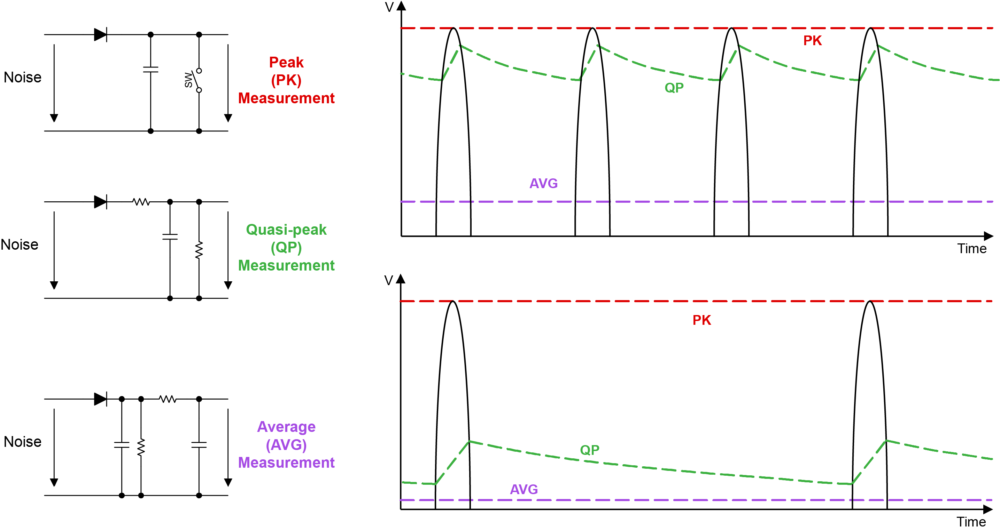 Noise
SW
Peak
(PK)
Measurement
Noise
Quasi-peak
(QP)
Measurement
Noise
Average
(AVG)
Measurement
V
PK
QP
AVG
Time
V
PK
QP
AVG
Time